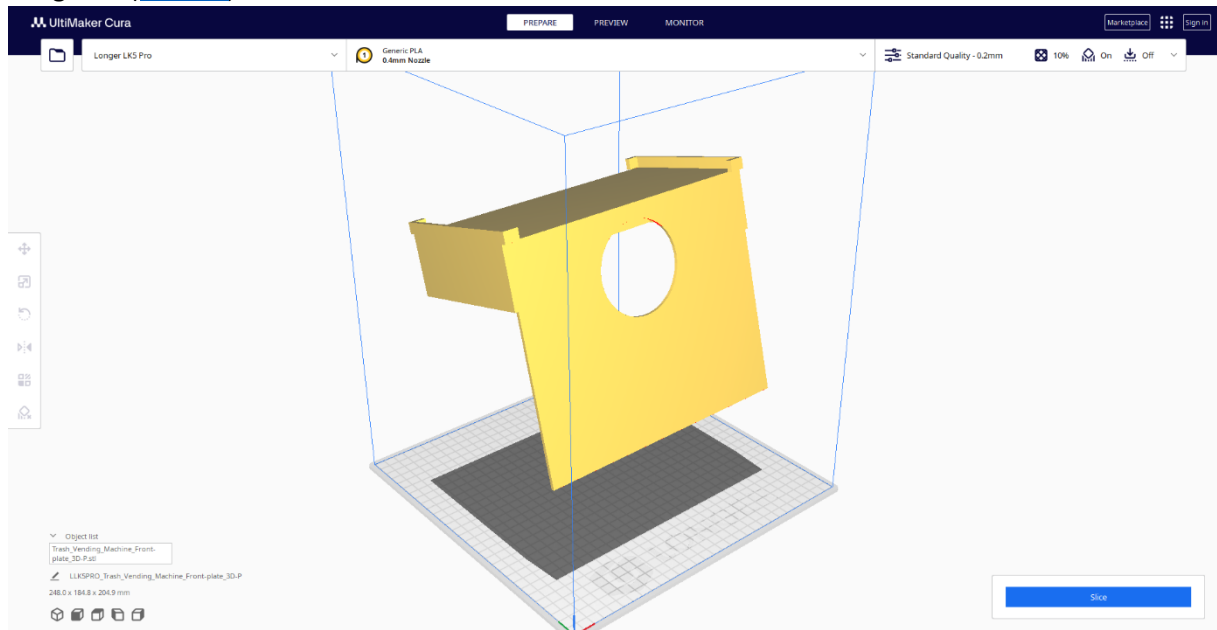 UltiMaker Cura
PREPARE
PREVIEW
MONITOR
Marketplace
Sign in
Longer LK5 Pro
1
Generic PLA
0.4mm Nozzle
Standard Quality - 0.2mm
10%
On
Off
Object list
Trash_Vending_Machine_Front-
plate_3D-P.stl
LLK5PRO_Trash_Vending_Machine_Front-plate_3D-P
248.0 x 184.8 x 204.9 mm
Slice